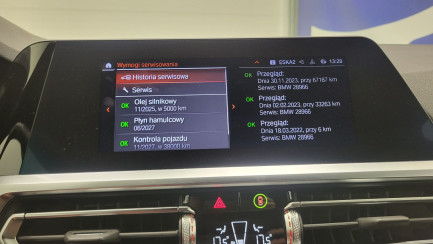 Wymogi serwisowania
ESKA2
13:20
Historia serwisowa
Serwis
OK Olej silnikowy
11/2025, w 5000 km
OK Płyn hamulcowy
06/2027
OK Kontrola pojazdu
11/2027, w 38000 km
OK Przegląd:
Dnia 30.11.2023, przy 67167 km
Serwis: BMW 28966
OK Przegląd:
Dnia 02.02.2023, przy 33263 km
Serwis: BMW 28966
OK Przegląd:
Dnia 18.03.2022, przy 6 km
Serwis: BMW 28966